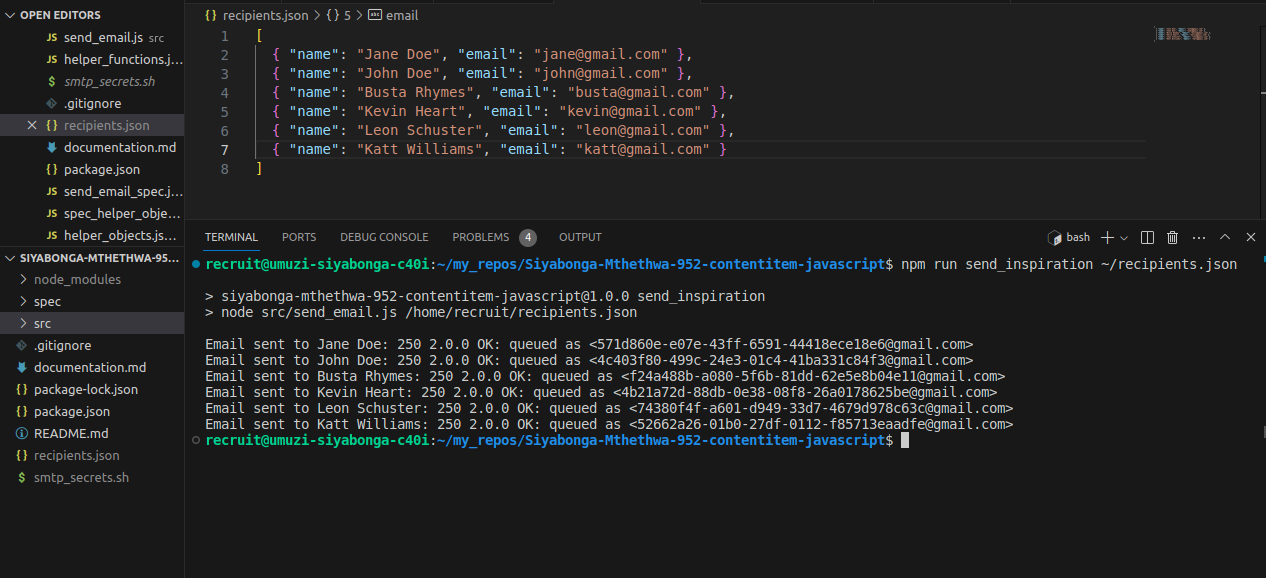 OPEN EDITORS
JS send_email.js src
JS helper_functions.j...
$ smtp_secrets.sh
.gitignore
{} recipients.json
documentation.md
{} package.json
JS send_email_spec.j...
JS spec_helper_obje...
JS helper_objects.js...
SIYABONGA-MTHETHWA-95...
node_modules
spec
src
.gitignore
documentation.md
{} package-lock.json
{} package.json
README.md
{} recipients.json
$ smtp_secrets.sh
{} recipients.json > {} 5 > abc email
1 [
2 { "name": "Jane Doe", "email": "jane@gmail.com" },
3 { "name": "John Doe", "email": "john@gmail.com" },
4 { "name": "Busta Rhymes", "email": "busta@gmail.com" },
5 { "name": "Kevin Heart", "email": "kevin@gmail.com" },
6 { "name": "Leon Schuster", "email": "leon@gmail.com" },
7 { "name": "Katt Williams", "email": "katt@gmail.com" }
8 ]
TERMINAL PORTS DEBUG CONSOLE PROBLEMS 4 OUTPUT bash
recruit@umuzi-siyabonga-c40i:~/my_repos/Siyabonga-Mthethwa-952-contentitem-javascript$ npm run send_inspiration ~/recipients.json
> siyabonga-mthethwa-952-contentitem-javascript@1.0.0 send_inspiration
> node src/send_email.js /home/recruit/recipients.json
Email sent to Jane Doe: 250 2.0.0 OK: queued as <571d860e-e07e-43ff-6591-44418ece18e6@gmail.com>
Email sent to John Doe: 250 2.0.0 OK: queued as <4c403f80-499c-24e3-01c4-41ba331c84f3@gmail.com>
Email sent to Busta Rhymes: 250 2.0.0 OK: queued as <f24a488b-a080-5f6b-81dd-62e5e8b04e11@gmail.com>
Email sent to Kevin Heart: 250 2.0.0 OK: queued as <4b21a72d-88db-0e38-08f8-26a0178625be@gmail.com>
Email sent to Leon Schuster: 250 2.0.0 OK: queued as <74380f4f-a601-d949-33d7-4679d978c63c@gmail.com>
Email sent to Katt Williams: 250 2.0.0 OK: queued as <52662a26-01b0-27df-0112-f85713eaadfe@gmail.com>
recruit@umuzi-siyabonga-c40i:~/my_repos/Siyabonga-Mthethwa-952-contentitem-javascript$